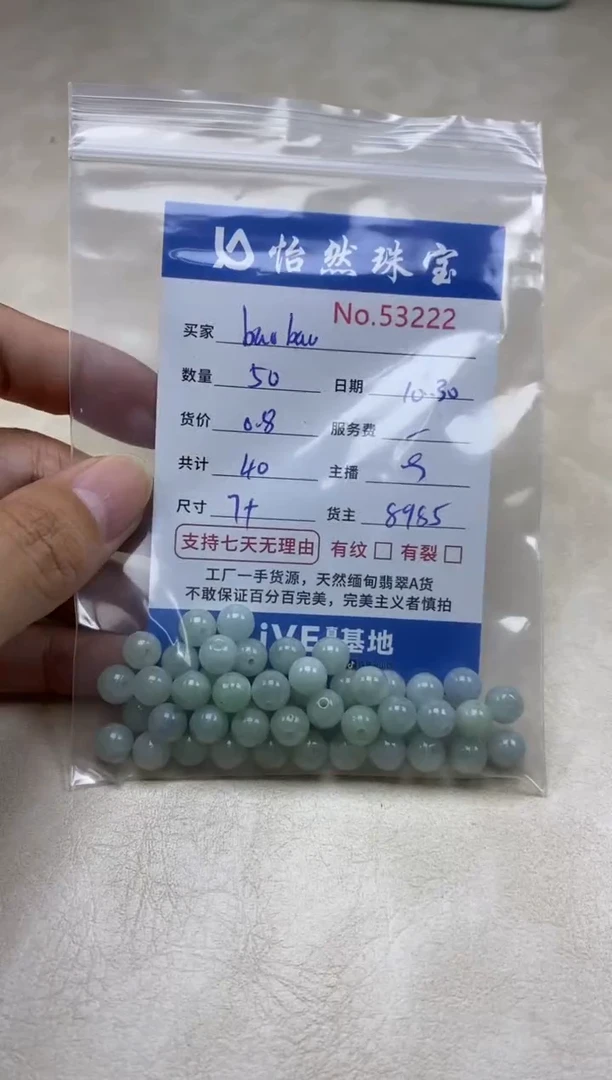 怡然珠宝
No.53222
买家 bau bau
数量 50 日期 10.30
货价 0.8 服务费 -
共计 40 主播
尺寸 7+ 货主 8985
支持七天无理由 有纹 有裂
工厂一手货源，天然缅甸翡翠A货
不敢保证百分百完美，完美主义者慎拍
基地